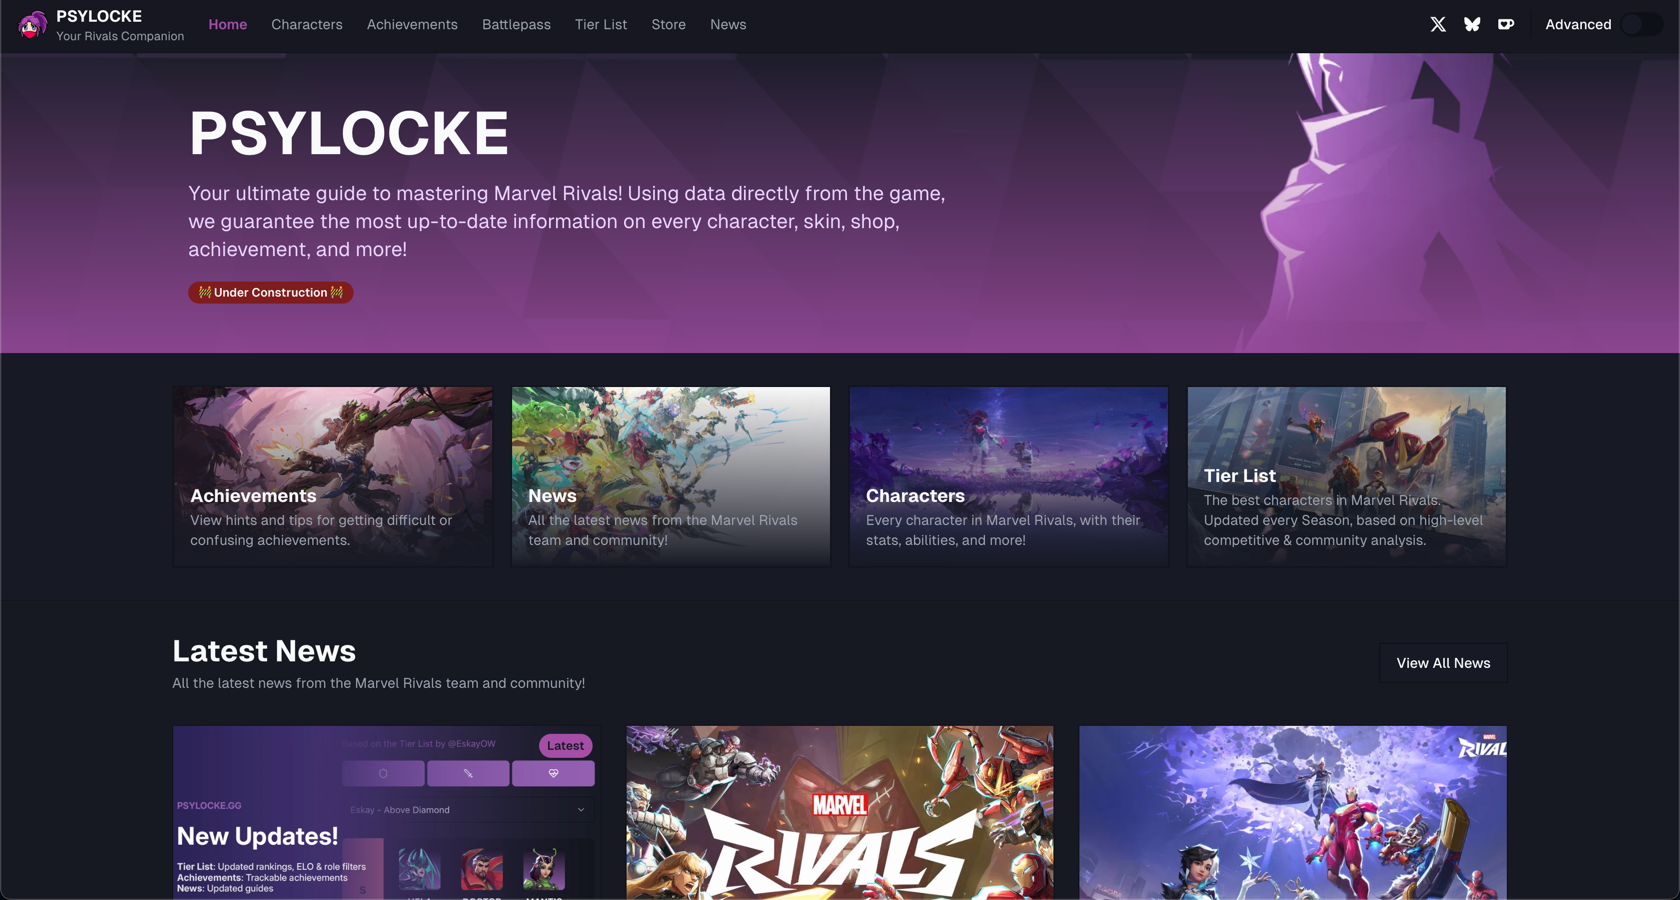 PSYLOCKE
Your Rivals Companion
Home
Characters
Achievements
Battlepass
Tier List
Store
News
Advanced
PSYLOCKE
Your ultimate guide to mastering Marvel Rivals! Using data directly from the game,
we guarantee the most up-to-date information on every character, skin, shop,
achievement, and more!
🚧 Under Construction 🚧
Achievements
View hints and tips for getting difficult or
confusing achievements.
News
All the latest news from the Marvel Rivals
team and community!
Characters
Every character in Marvel Rivals, with their
stats, abilities, and more!
Tier List
The best characters in Marvel Rivals.
Updated every Season, based on high-level
competitive & community analysis.
Latest News
All the latest news from the Marvel Rivals team and community!
View All News
Based on the Tier List by @EskayOW
Latest
Eskay - Above Diamond
PSYLOCKE.GG
New Updates!
Tier List: Updated rankings, ELO & role filters
Achievements: Trackable achievements
News: Updated guides
S
MARVEL
RIVALS
MARVEL
RIVAL